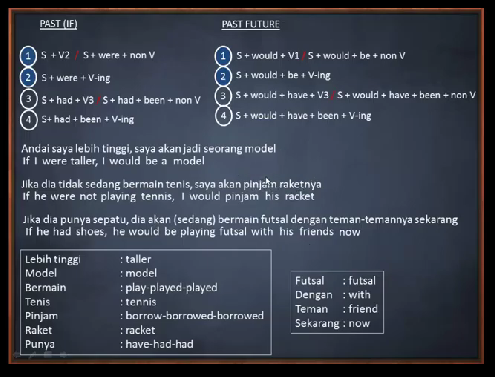 PAST (IF)
PAST FUTURE
1 S + V2 / S + were + non V
2 S + were + V-ing
3 S + had + V3 / S + had + been + non V
4 S+ had + been + V-ing
1 S + would + V1 / S + would + be + non V
2 S + would + be + V-ing
3 S + would + have + V3 / S + would + have + been + non V
4 S + would + have + been + V-ing
Andai saya lebih tinggi, saya akan jadi seorang model
If I were taller, I would be a model
Jika dia tidak sedang bermain tenis, saya akan pinjam raketnya
If he were not playing tennis, I would pinjam his racket
Jika dia punya sepatu, dia akan (sedang) bermain futsal dengan teman-temannya sekarang
If he had shoes, he would be playing futsal with his friends now
Lebih tinggi : taller
Model : model
Bermain : play-played-played
Tenis : tennis
Pinjam : borrow-borrowed-borrowed
Raket : racket
Punya : have-had-had
Futsal : futsal
Dengan : with
Teman : friend
Sekarang : now